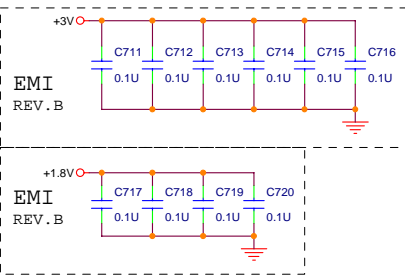 +3V
C711 C712 C713 C714 C715 C716
0.1U 0.1U 0.1U 0.1U 0.1U 0.1U
EMI
REV.B
+1.8V
C717 C718 C719 C720
0.1U 0.1U 0.1U 0.1U
EMI
REV.B